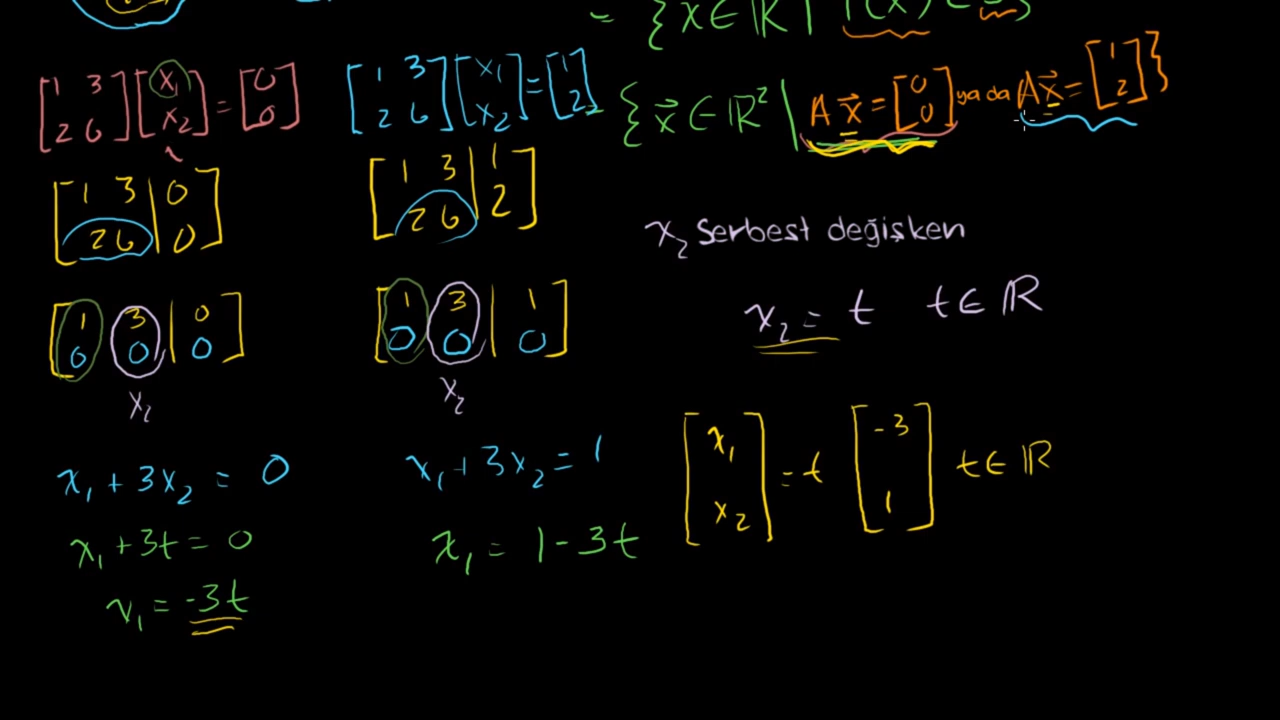 = {x ∈ ℝ |
[1 3; 2 6] [x₁; x₂] = [0; 0]
[1 3; 2 6] [x₁; x₂] = [1; 2]
{x⃗ ∈ ℝ² | A x⃗ = [0; 0] ya da A x⃗ = [1; 2]}
[1 3 | 0; 2 6 | 0]
[1 3 | 1; 2 6 | 2]
x₂ serbest değişken
[1 3 | 0; 0 0 | 0]
x₂
[1 3 | 1; 0 0 | 0]
x₂
x₂ = t t ∈ ℝ
x₁ + 3x₂ = 0
x₁ + 3t = 0
x₁ = -3t
x₁ + 3x₂ = 1
x₁ = 1 - 3t
[x₁; x₂] = t [-3; 1] t ∈ ℝ